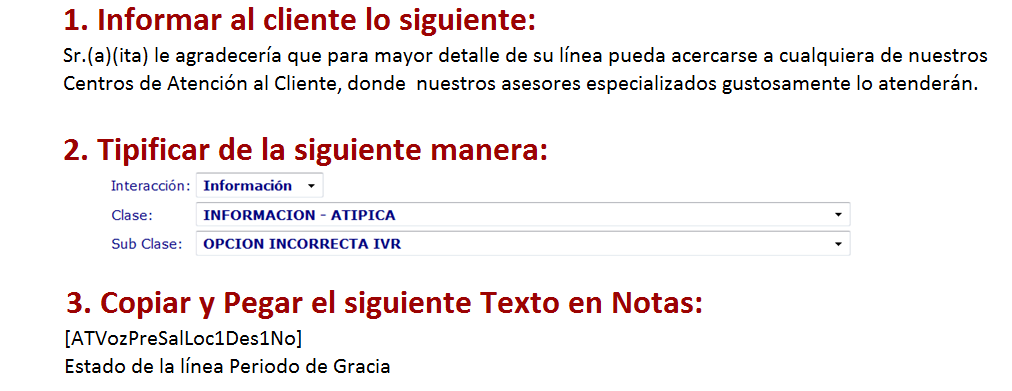 1. Informar al cliente lo siguiente:
Sr.(a)(ita) le agradecería que para mayor detalle de su línea pueda acercarse a cualquiera de nuestros
Centros de Atención al Cliente, donde  nuestros asesores especializados gustosamente lo atenderán.
2. Tipificar de la siguiente manera:
Interacción: Información
Clase: INFORMACION - ATIPICA
Sub Clase: OPCION INCORRECTA IVR
3. Copiar y Pegar el siguiente Texto en Notas:
[ATVozPreSalLoc1Des1No]
Estado de la línea Periodo de Gracia